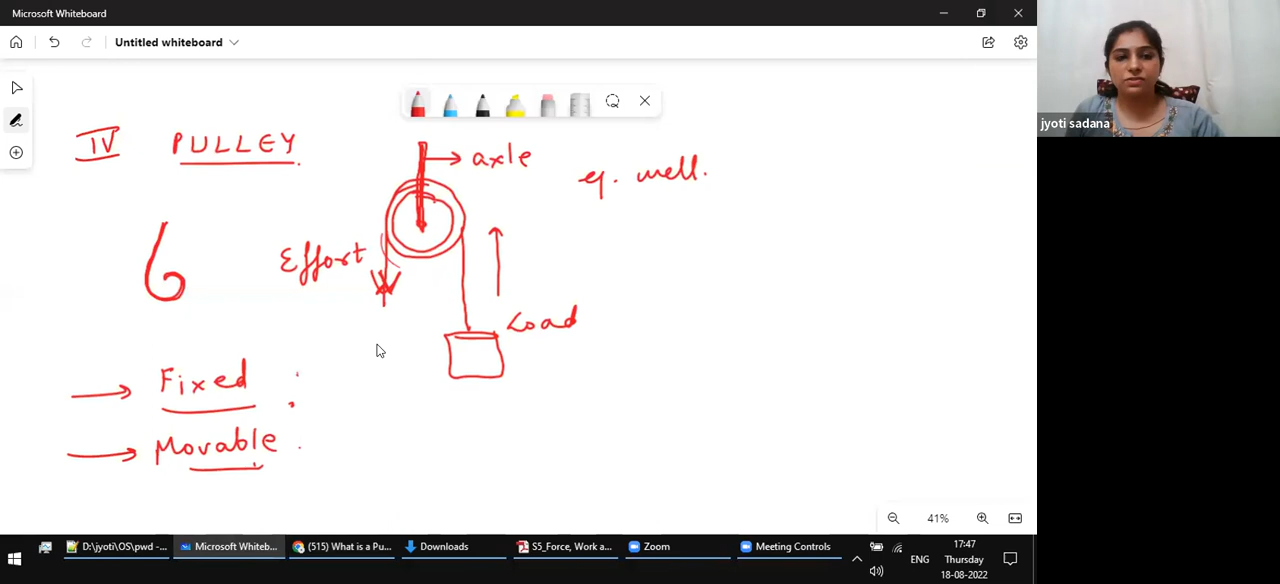 Microsoft Whiteboard
Untitled whiteboard
jyoti sadana
IV PULLEY
axle
eg. well.
Effort
Load
6
Fixed :
Movable
41%
D:\jyoti\OS\pwd -...
Microsoft Whiteb...
(515) What is a Pu...
Downloads
S5_Force, Work a...
Zoom
Meeting Controls
ENG
17:47
Thursday
18-08-2022